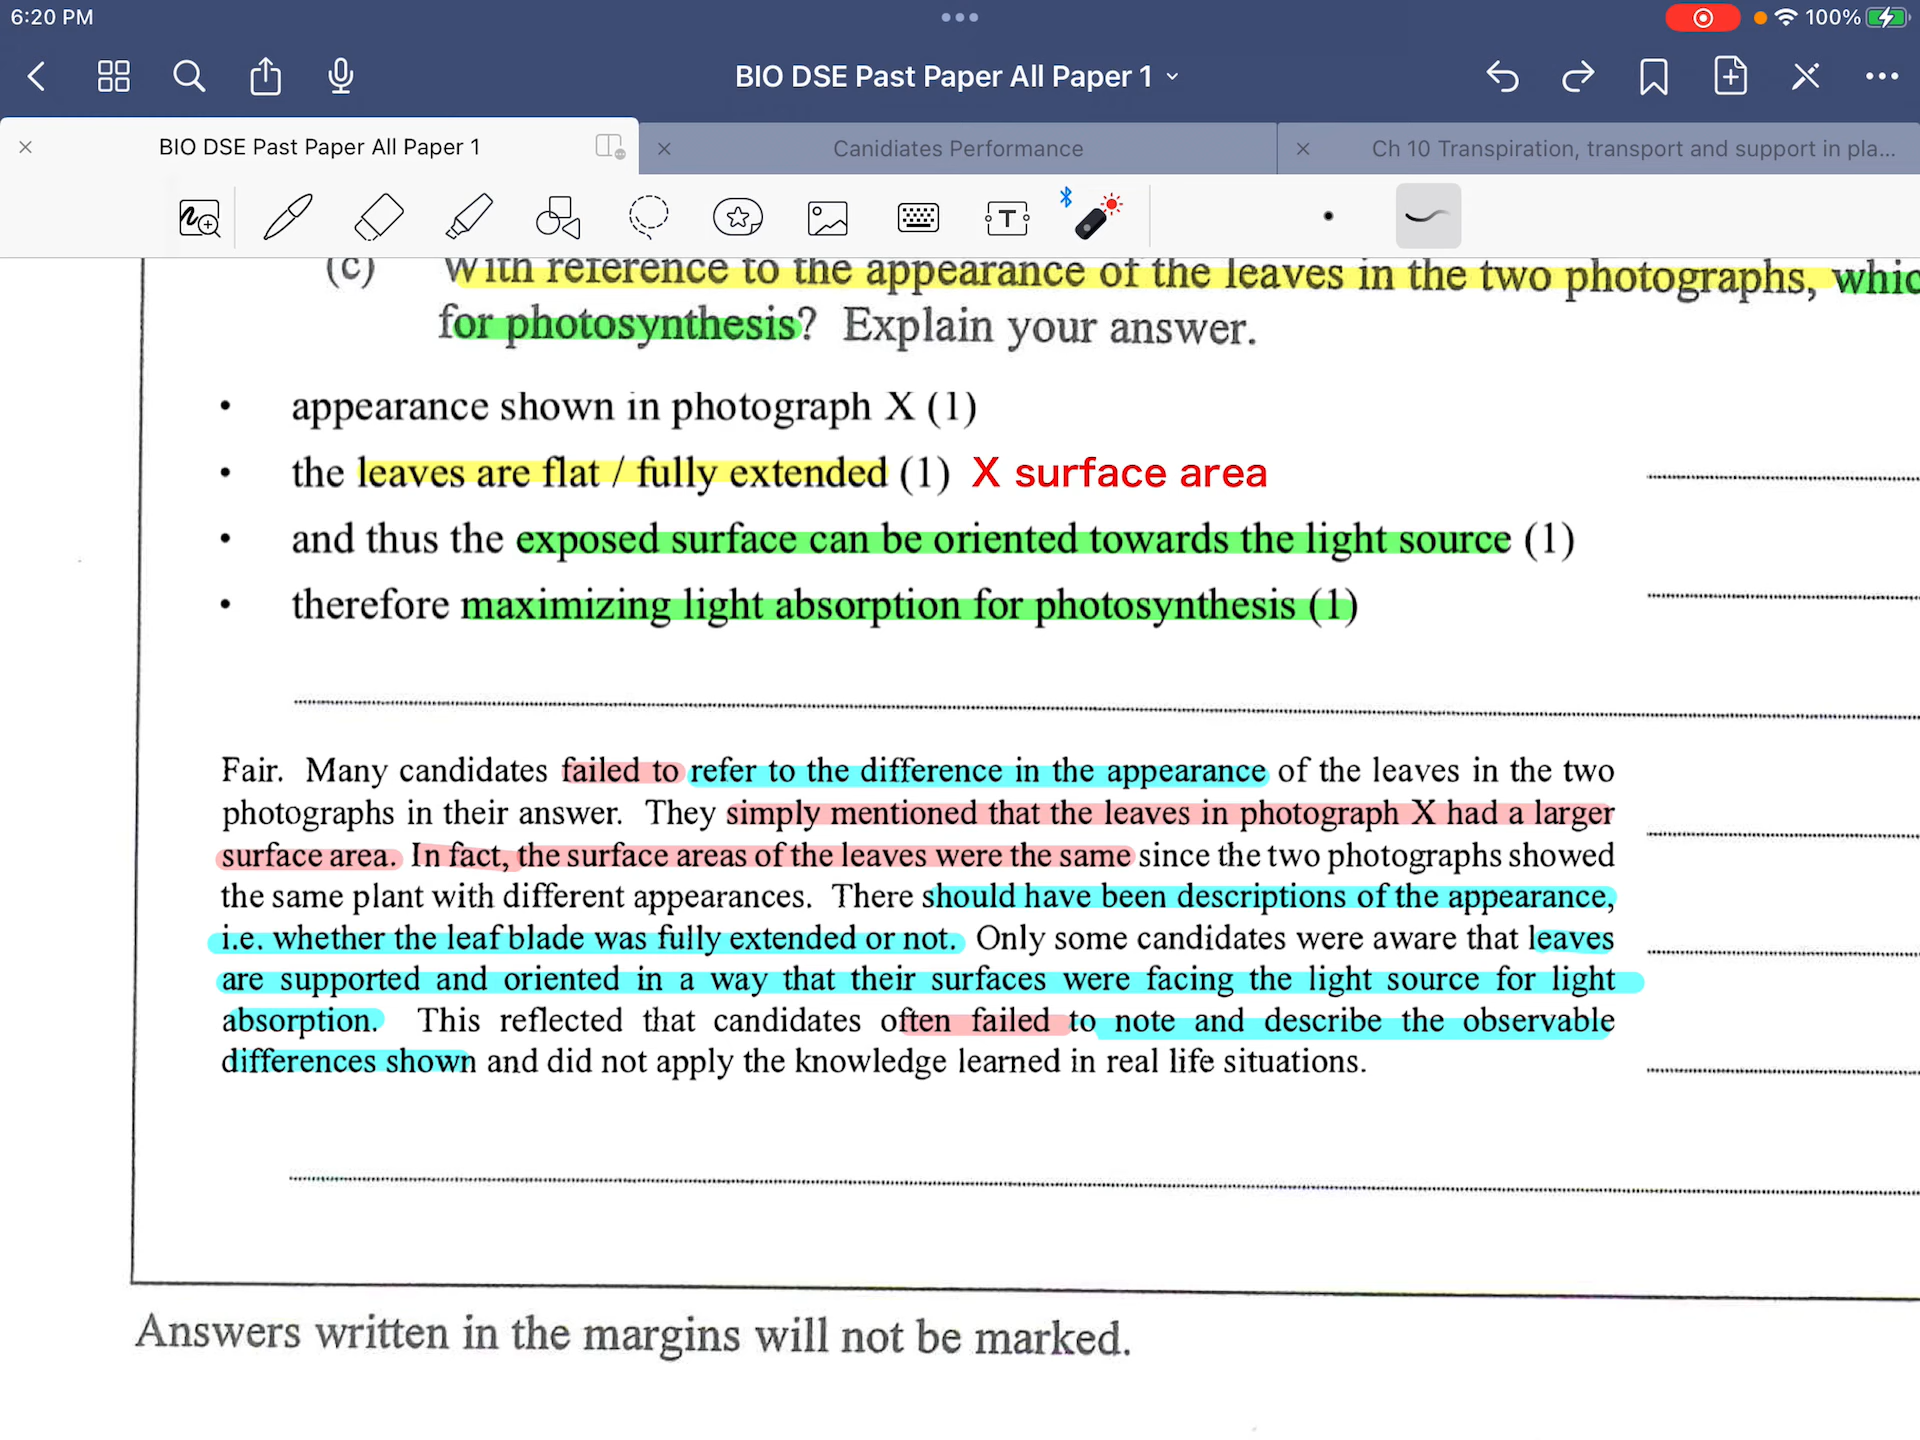 6:20 PM
100%
BIO DSE Past Paper All Paper 1
BIO DSE Past Paper All Paper 1
Canidiates Performance
Ch 10 Transpiration, transport and support in pla...
(c) With reference to the appearance of the leaves in the two photographs, whic
for photosynthesis? Explain your answer.
• appearance shown in photograph X (1)
• the leaves are flat / fully extended (1) X surface area
• and thus the exposed surface can be oriented towards the light source (1)
• therefore maximizing light absorption for photosynthesis (1)
Fair. Many candidates failed to refer to the difference in the appearance of the leaves in the two
photographs in their answer. They simply mentioned that the leaves in photograph X had a larger
surface area. In fact, the surface areas of the leaves were the same since the two photographs showed
the same plant with different appearances. There should have been descriptions of the appearance,
i.e. whether the leaf blade was fully extended or not. Only some candidates were aware that leaves
are supported and oriented in a way that their surfaces were facing the light source for light
absorption. This reflected that candidates often failed to note and describe the observable
differences shown and did not apply the knowledge learned in real life situations.
Answers written in the margins will not be marked.